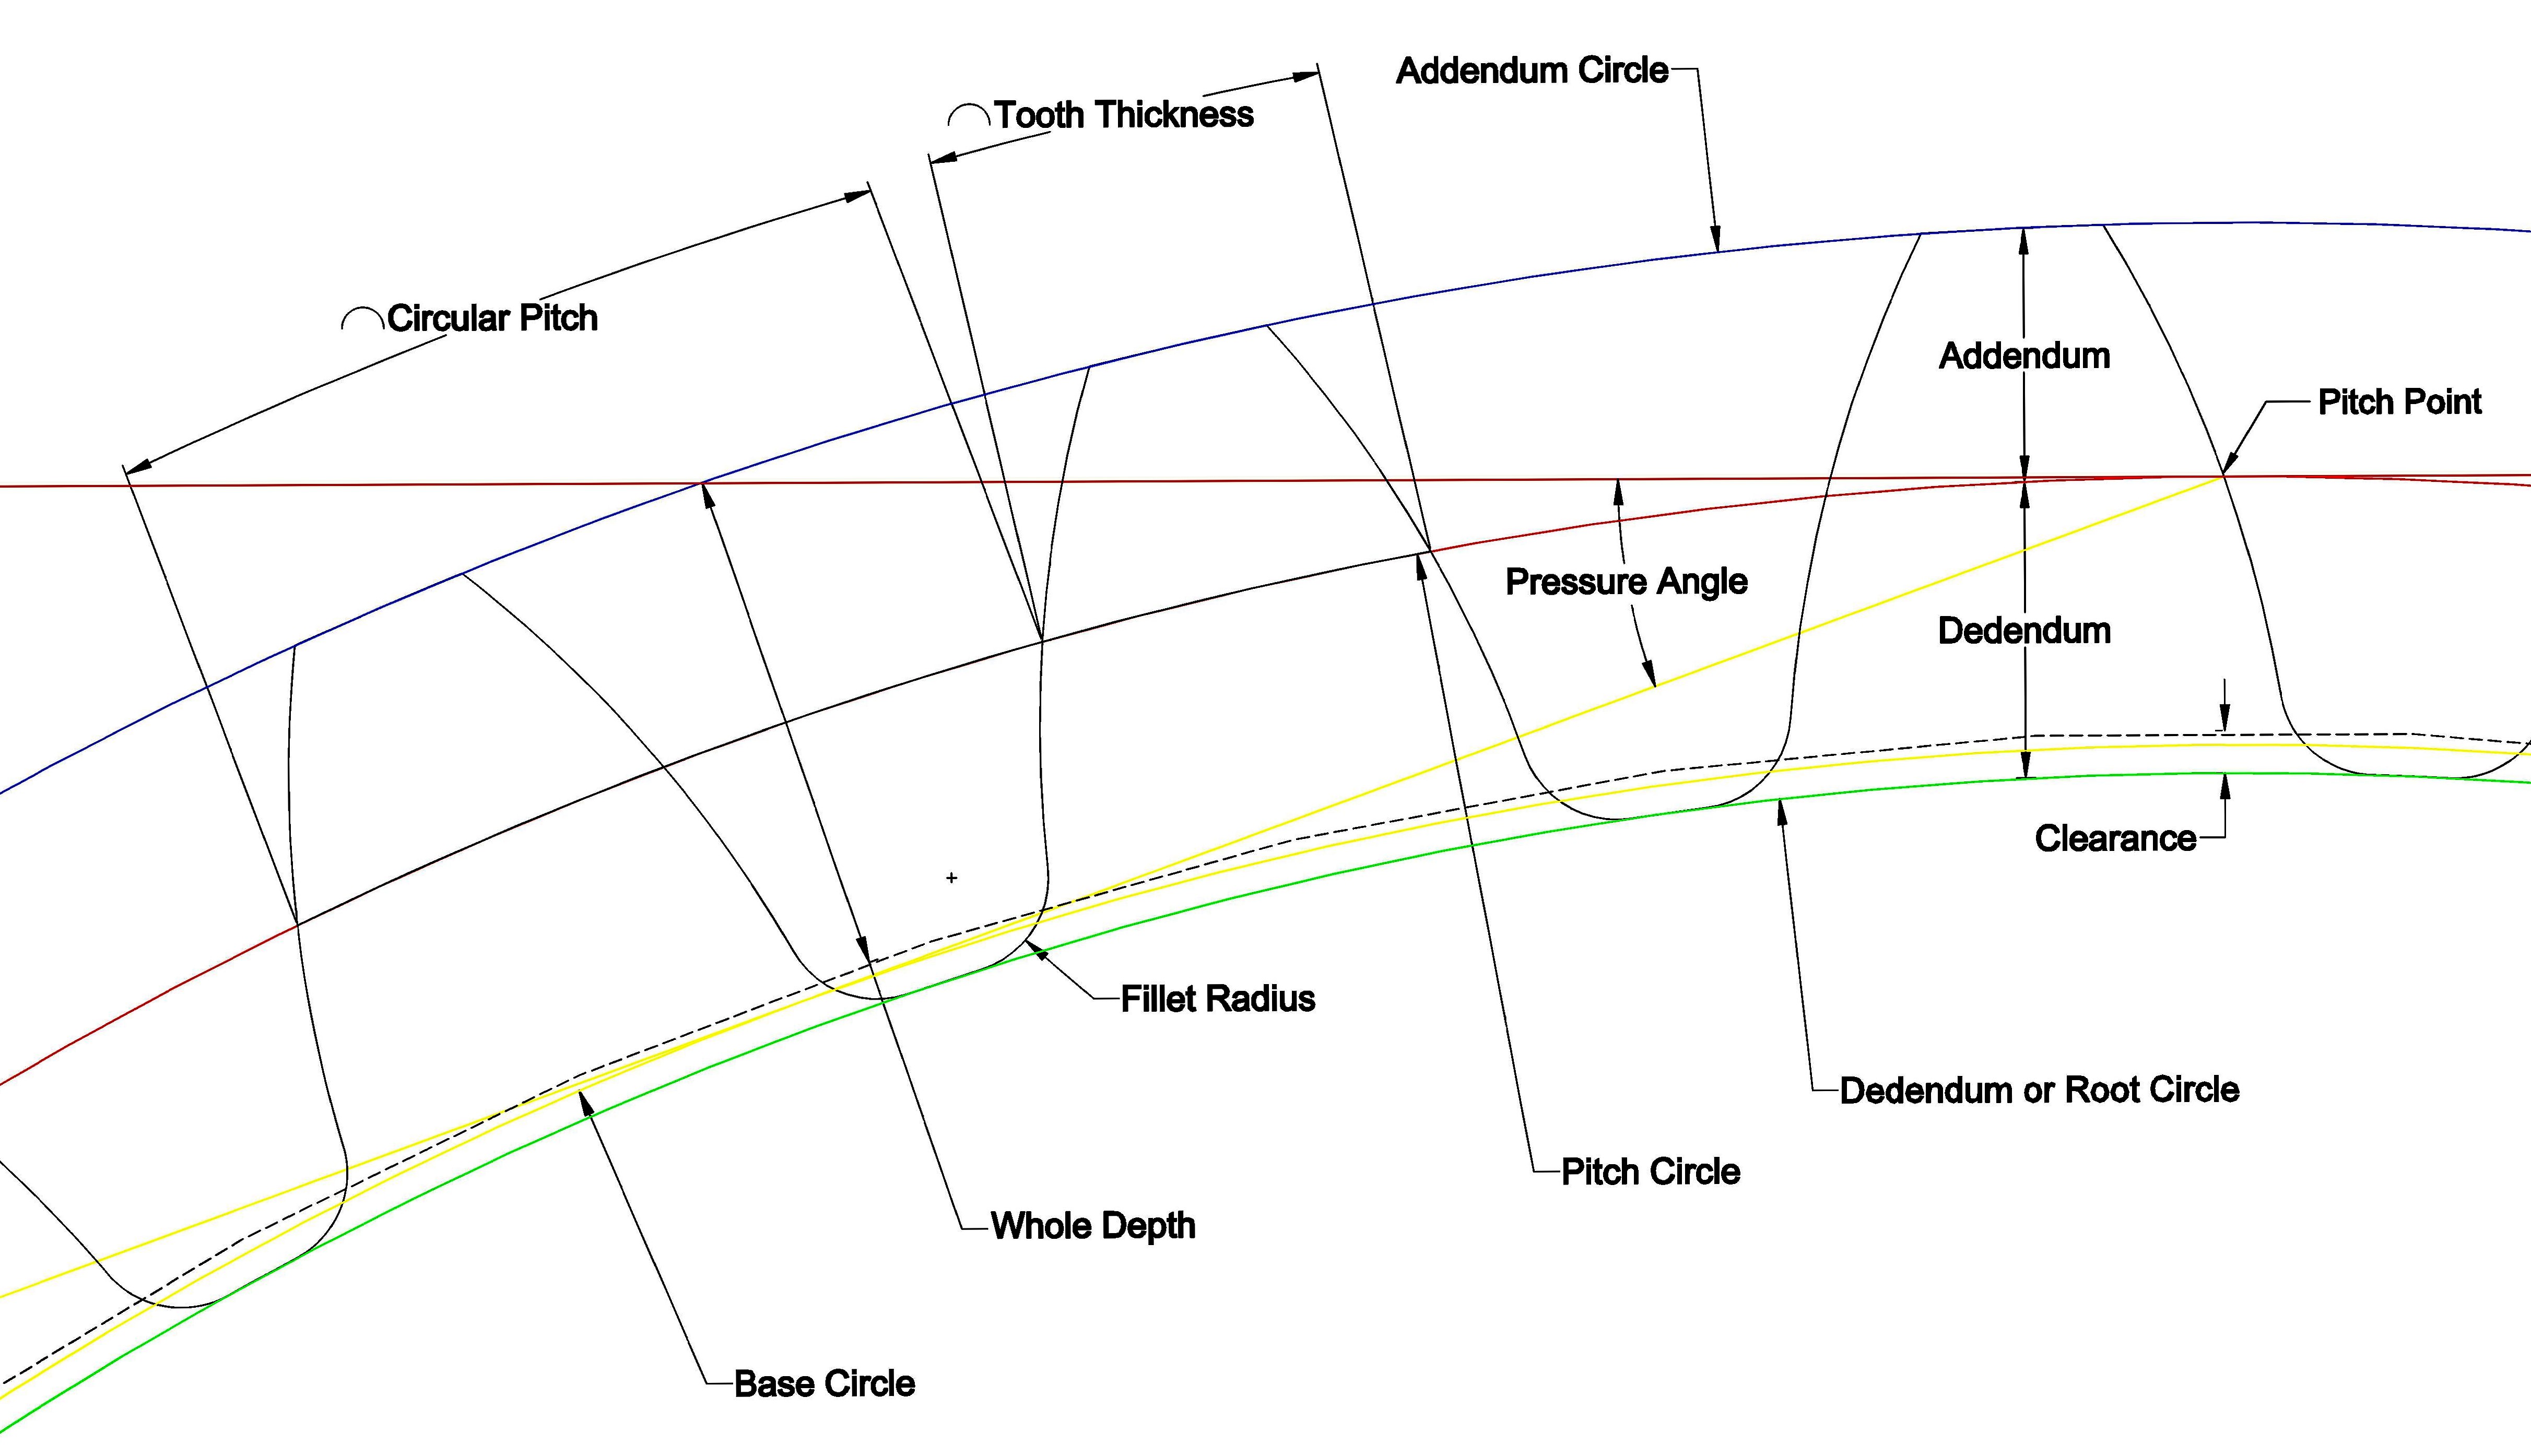 Addendum Circle
Tooth Thickness
Circular Pitch
Addendum
Pitch Point
Pressure Angle
Dedendum
Clearance
Fillet Radius
Dedendum or Root Circle
Pitch Circle
Whole Depth
Base Circle